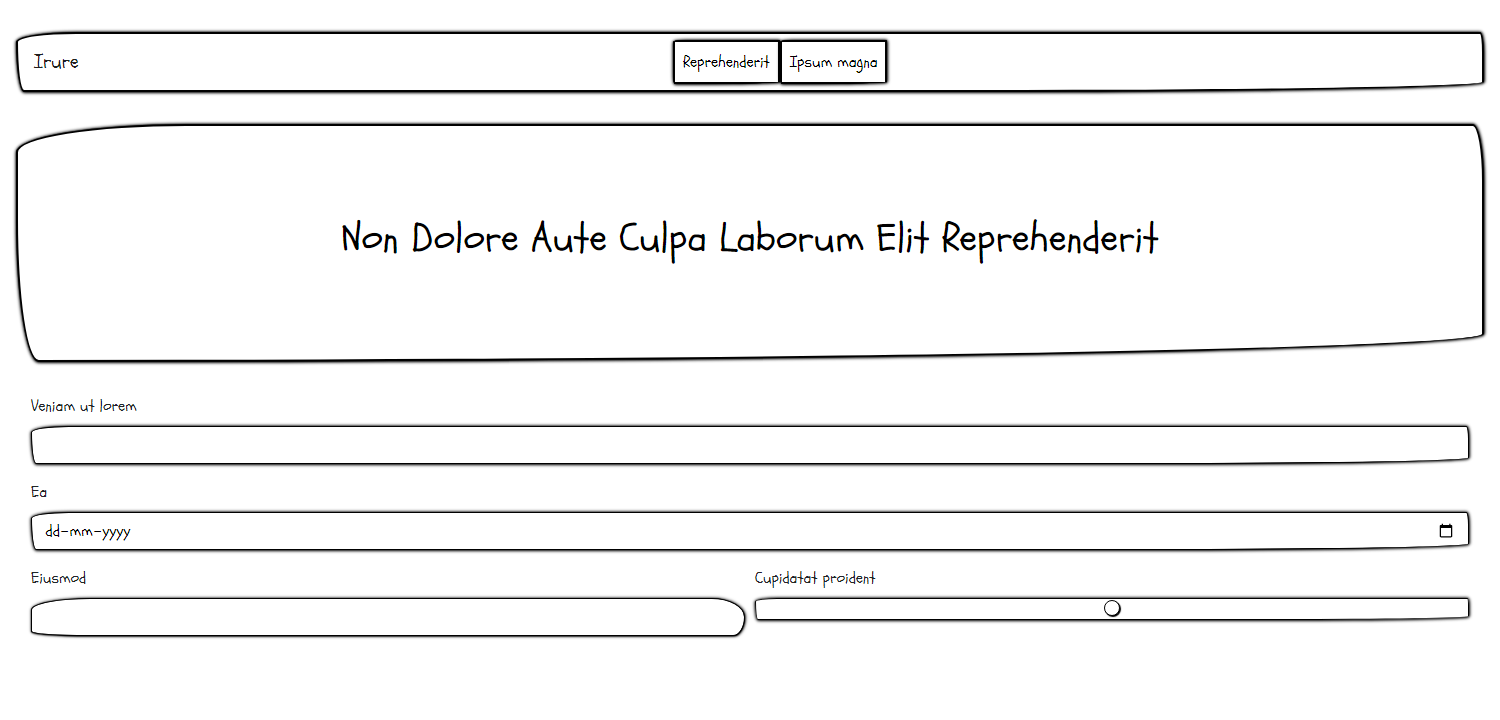 Irure
Reprehenderit
Ipsum magna
Non Dolore Aute Culpa Laborum Elit Reprehenderit
Veniam ut lorem
Ea
dd-mm-yyyy
Eiusmod
Cupidatat proident